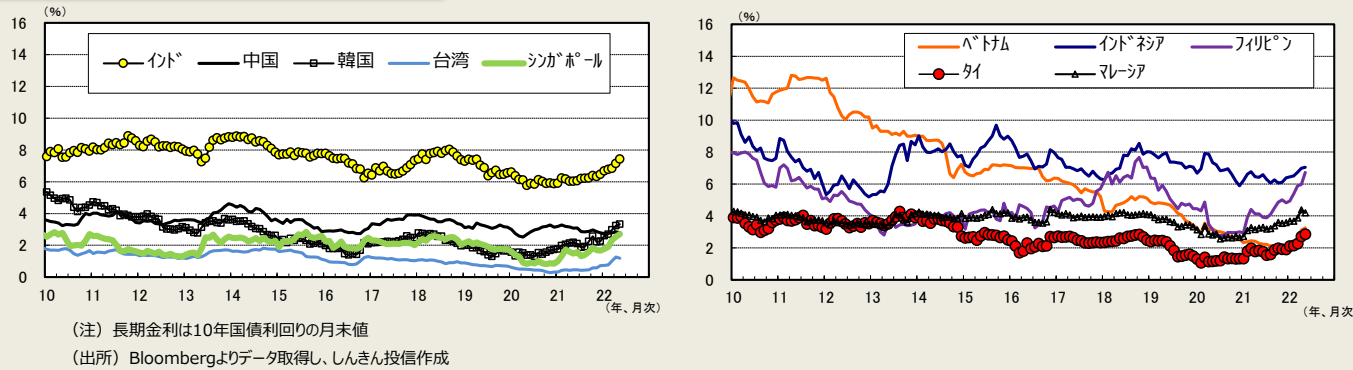 (%)
16
14
12
10
8
6
4
2
0
インド 中国 韓国 台湾 シンガポール
10 11 12 13 14 15 16 17 18 19 20 21 22
(年、月次)
(%)
16
14
12
10
8
6
4
2
0
ベトナム インドネシア フィリピン
タイ マレーシア
10 11 12 13 14 15 16 17 18 19 20 21 22
(年、月次)
(注)長期金利は10年国債利回りの月末値
(出所)Bloombergよりデータ取得し、しんきん投信作成